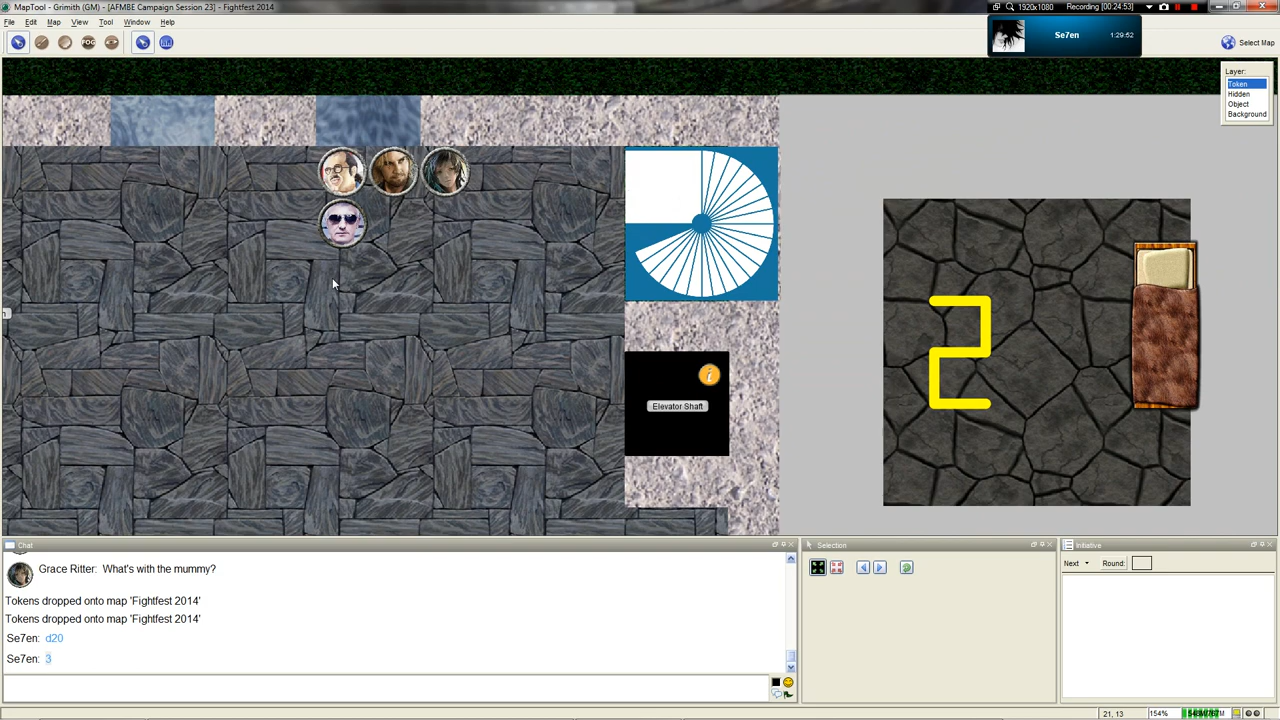 MapTool - Grimith (GM) - [AFMBE Campaign Session 23] - Fightfest 2014
1920x1080
Recording [00:24:53]
File Edit Map View Tool Window Help
POG
Se7en
1:29:52
Select Map
Layer:
Token
Hidden
Object
Background
Elevator Shaft
2
Chat
Grace Ritter: What's with the mummy?
Tokens dropped onto map 'Fightfest 2014'
Tokens dropped onto map 'Fightfest 2014'
Se7en: d20
Se7en: 3
Selection
Initiative
Next
Round:
21, 13
154%